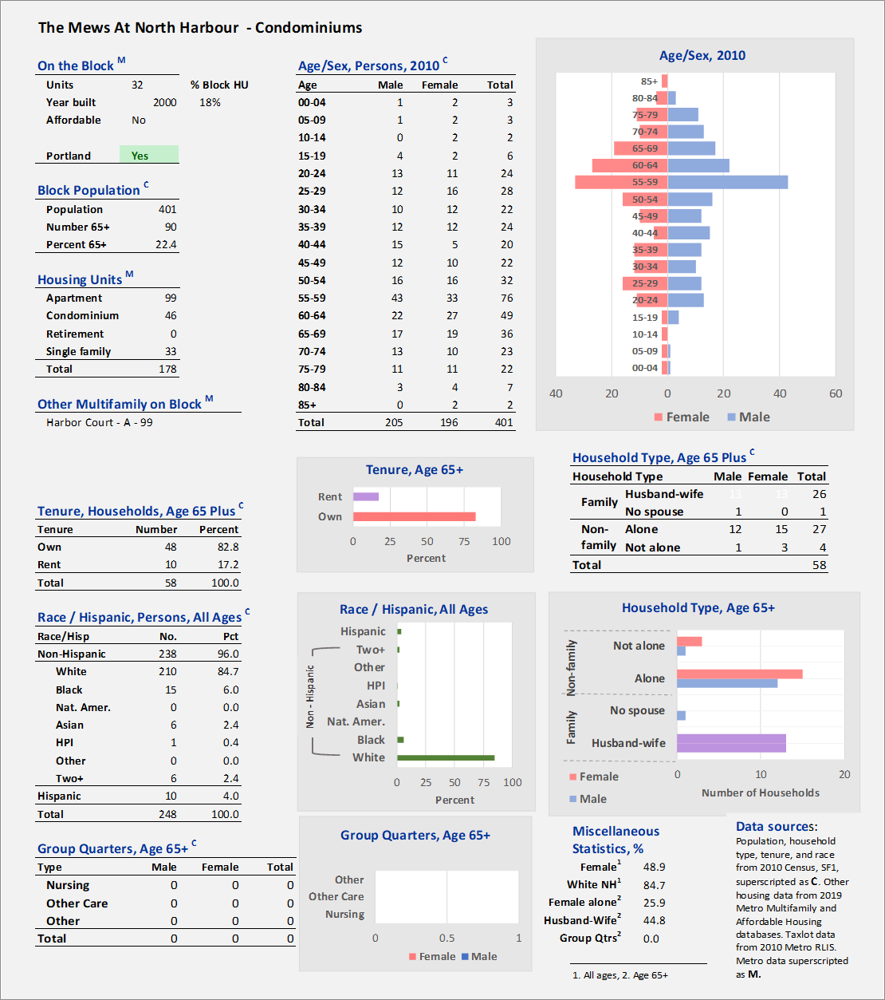 The Mews At North Harbour - Condominiums
On the Block M
Units 32 % Block HU
Year built 2000 18%
Affordable No
Portland Yes
Block Population C
Population 401
Number 65+ 90
Percent 65+ 22.4
Housing Units M
Apartment 99
Condominium 46
Retirement 0
Single family 33
Total 178
Other Multifamily on Block M
Harbor Court - A - 99
Age/Sex, Persons, 2010 C
Age Male Female Total
00-04 1 2 3
05-09 1 2 3
10-14 0 2 2
15-19 4 2 6
20-24 13 11 24
25-29 12 16 28
30-34 10 12 22
35-39 12 12 24
40-44 15 5 20
45-49 12 10 22
50-54 16 16 32
55-59 43 33 76
60-64 22 27 49
65-69 17 19 36
70-74 13 10 23
75-79 11 11 22
80-84 3 4 7
85+ 0 2 2
Total 205 196 401
Age/Sex, 2010
85+
80-84
75-79
70-74
65-69
60-64
55-59
50-54
45-49
40-44
35-39
30-34
25-29
20-24
15-19
10-14
05-09
00-04
40 20 0 20 40 60
Female Male
Tenure, Households, Age 65 Plus C
Tenure Number Percent
Own 48 82.8
Rent 10 17.2
Total 58 100.0
Tenure, Age 65+
Rent
Own
0 25 50 75 100
Percent
Household Type, Age 65 Plus C
Household Type Male Female Total
Family Husband-wife 13 13 26
No spouse 1 0 1
Non-family Alone 12 15 27
Not alone 1 3 4
Total 58
Race / Hispanic, Persons, All Ages C
Race/Hisp No. Pct
Non-Hispanic 238 96.0
White 210 84.7
Black 15 6.0
Nat. Amer. 0 0.0
Asian 6 2.4
HPI 1 0.4
Other 0 0.0
Two+ 6 2.4
Hispanic 10 4.0
Total 248 100.0
Race / Hispanic, All Ages
Hispanic
Two+
Other
HPI
Asian
Nat. Amer.
Black
White
Non - Hispanic
0 25 50 75 100
Percent
Household Type, Age 65+
Non-family
Not alone
Alone
Family
No spouse
Husband-wife
0 10 20
Number of Households
Female
Male
Group Quarters, Age 65+ C
Type Male Female Total
Nursing 0 0 0
Other Care 0 0 0
Other 0 0 0
Total 0 0 0
Group Quarters, Age 65+
Other
Other Care
Nursing
0 0.5 1
Female Male
Miscellaneous
Statistics, %
Female1 48.9
White NH1 84.7
Female alone2 25.9
Husband-Wife2 44.8
Group Qtrs2 0.0
1. All ages, 2. Age 65+
Data sources:
Population, household
type, tenure, and race
from 2010 Census, SF1,
superscripted as C. Other
housing data from 2019
Metro Multifamily and
Affordable Housing
databases. Taxlot data
from 2010 Metro RLIS.
Metro data superscripted
as M.